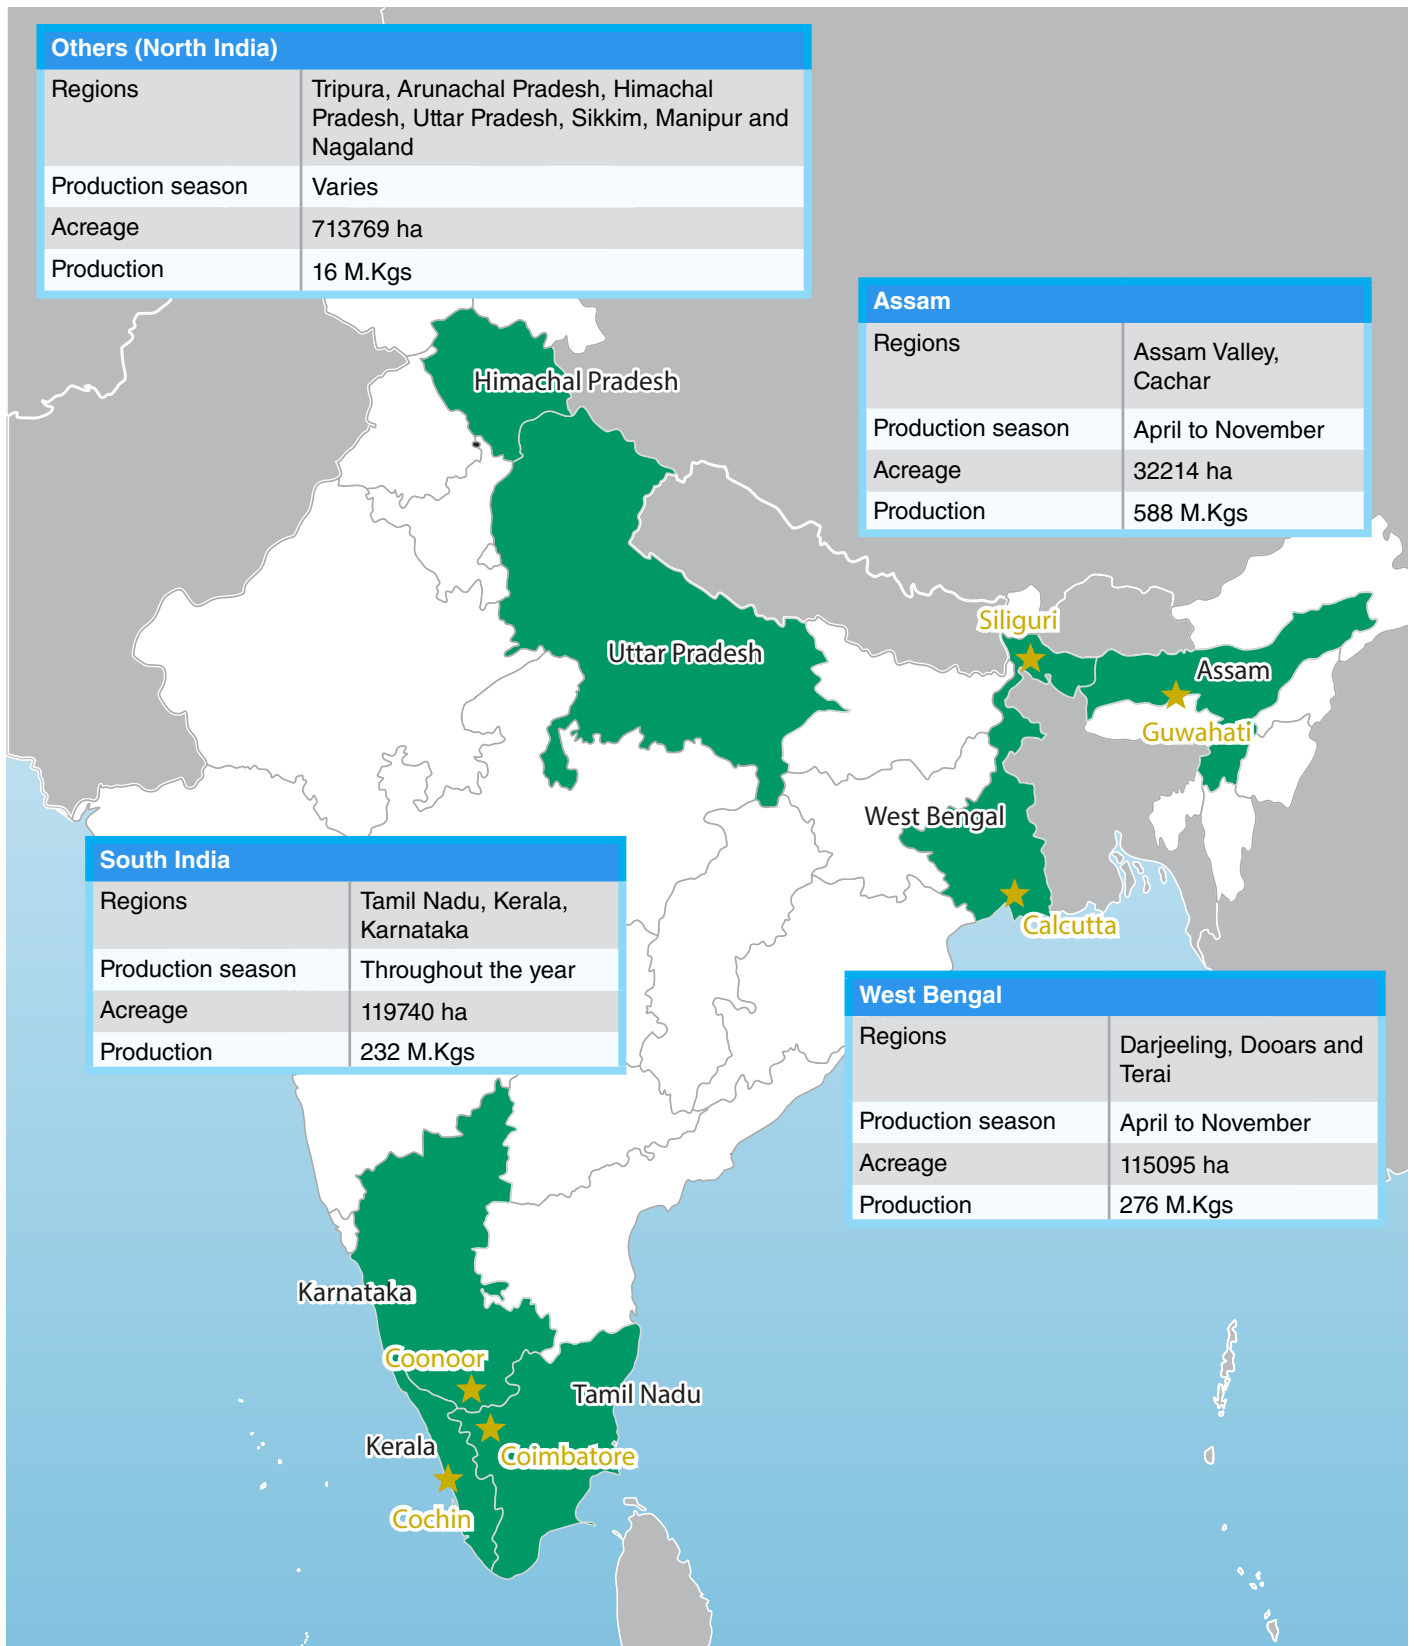 Others (North India)
Regions
Tripura, Arunachal Pradesh, Himachal
Pradesh, Uttar Pradesh, Sikkim, Manipur and
Nagaland
Production season
Varies
Acreage
713769 ha
Production
16 M.Kgs
Assam
Regions
Assam Valley,
Cachar
Production season
April to November
Acreage
32214 ha
Production
588 M.Kgs
Himachal Pradesh
Siliguri
Uttar Pradesh
Assam
Guwahati
West Bengal
Calcutta
South India
Regions
Tamil Nadu, Kerala,
Karnataka
Production season
Throughout the year
Acreage
119740 ha
Production
232 M.Kgs
West Bengal
Regions
Darjeeling, Dooars and
Terai
Production season
April to November
Acreage
115095 ha
Production
276 M.Kgs
Karnataka
Coonoor
Tamil Nadu
Kerala
Coimbatore
Cochin